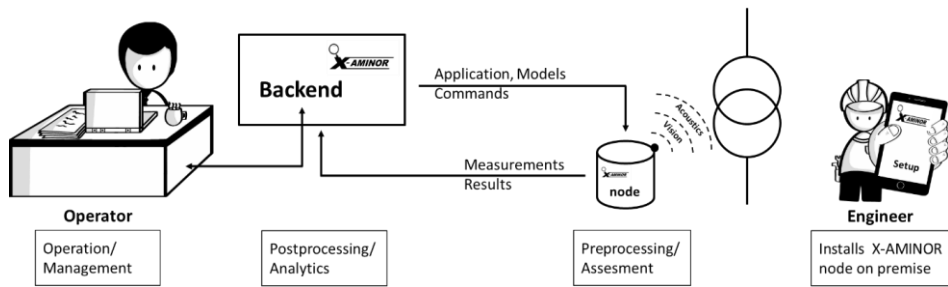 X-AMINOR
Backend
Application, Models
Commands
Acoustics
Vision
Measurements
Results
X-AMINOR
node
X-AMINOR
Setup
Operator
Engineer
Operation/
Management
Postprocessing/
Analytics
Preprocessing/
Assesment
Installs X-AMINOR
node on premise